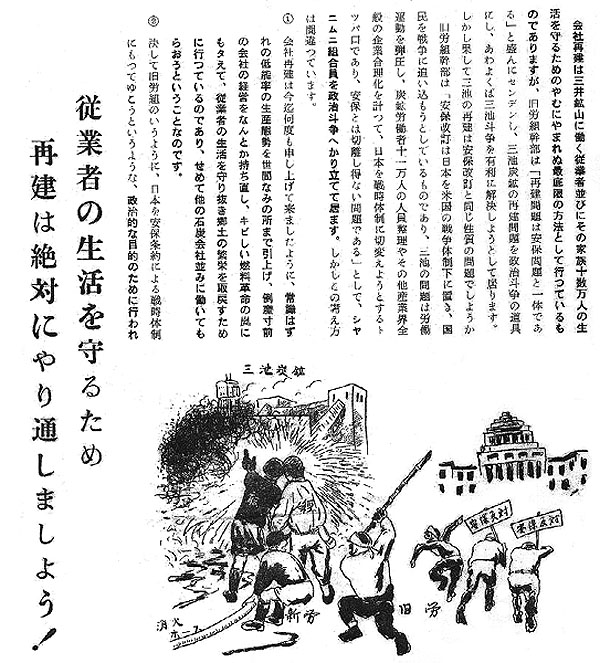 会社再建は三井鉱山に働く従業者並びにその家族十数万人の生
活を守るためのやむにやまれぬ最底限の方法として行つているも
のでありますが、旧労組幹部は「再建問題は安保問題と一体であ
る」と盛んにセンデンし、三池炭鉱の再建問題を政治斗争の道具
にし、あわよくば三池斗争を有利に解決しようとして居ります。
しかし果して三池の再建は安保改訂と同じ性質の問題でしようか
旧労組幹部は「安保改訂は日本を米国の戦争体制下に置き、国
民を戦争に追い込もうとしているものであり、三池の問題は労働
運動を弾圧し、炭鉱労働者十一万人の人員整理やその他産業界全
般の企業合理化を計つて、日本を戦時体制に切変えようとするト
ツパ口であり、安保とは切離し得ない問題である」として、シヤ
ニムニ組合員を政治斗争へかり立てて居ます。しかしこの考え方
は間違つています。
① 会社再建は今迄何度も申し上げて来ましたように、常識はず
れの低能率の生産態勢を世間なみの所まで引上げ、倒産寸前
の会社の経営をなんとか持ち直し、キビしい燃料革命の嵐に
もたえて、従業者の生活を守り抜き郷土の繁栄を取戻すため
に行つているのであり、せめて他の石炭会社並みに働いても
らおうということなのです。
② 決して旧労組のいうように、日本を安保条約による戦時体制
にもつてゆこうというような、政治的な目的のために行われ
従業者の生活を守るため
再建は絶対にやり通しましよう!
三池炭鉱
安保反対
安保反対
新労
旧労
消火
ホース